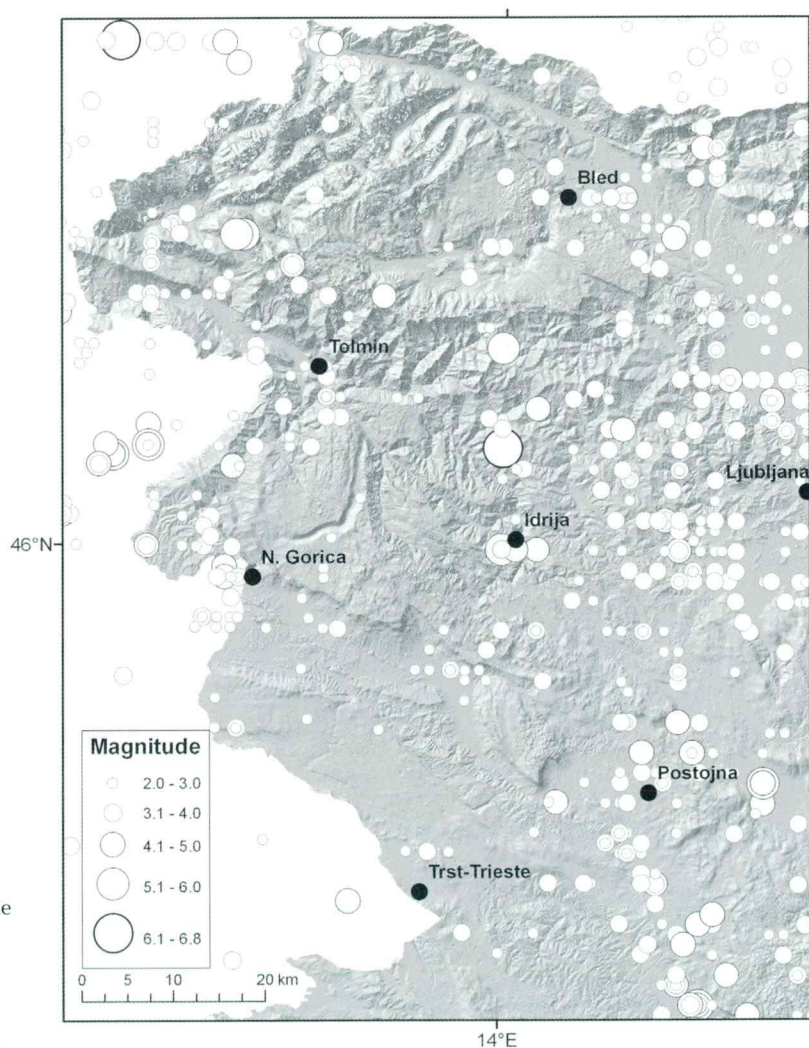 Bled
Tolmin
Ljubljana
Idrija
46°N
N. Gorica
Magnitude
2.0 - 3.0
3.1 - 4.0
4.1 - 5.0
5.1 - 6.0
6.1 - 6.8
Postojna
Trst-Trieste
e
0 5 10 20 km
14°E